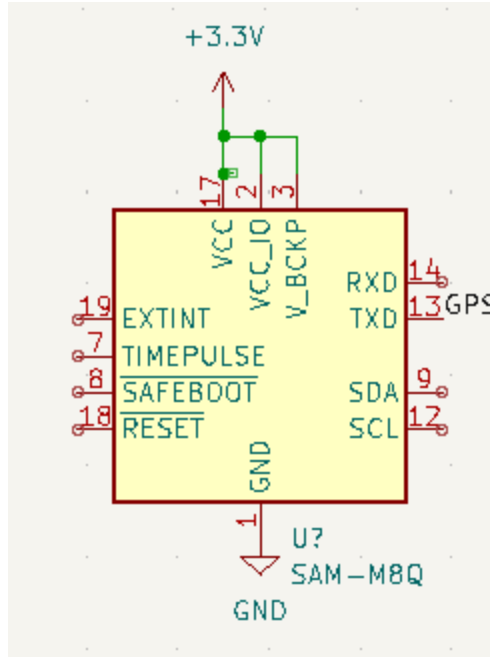 +3.3V
17
2
3
VCC
VCC_IO
V_BCKP
RXD
14
TXD
13
GPS
19
EXTINT
7
TIMEPULSE
8
SAFEBOOT
SDA
9
18
RESET
SCL
12
GND
1
U?
SAM-M8Q
GND